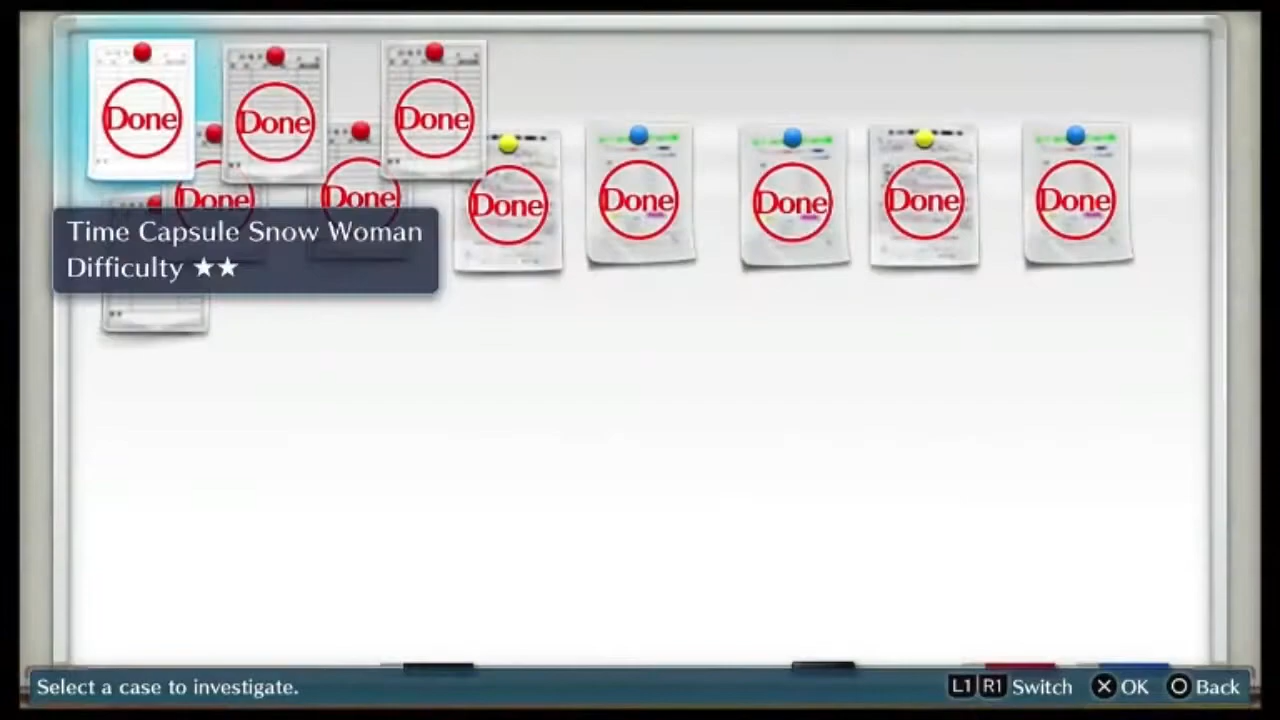 Done
Done
Done
Done
Done
Done
Done
Done
Done
Done
Time Capsule Snow Woman
Difficulty ★★
Select a case to investigate.
L1 R1 Switch
OK
Back